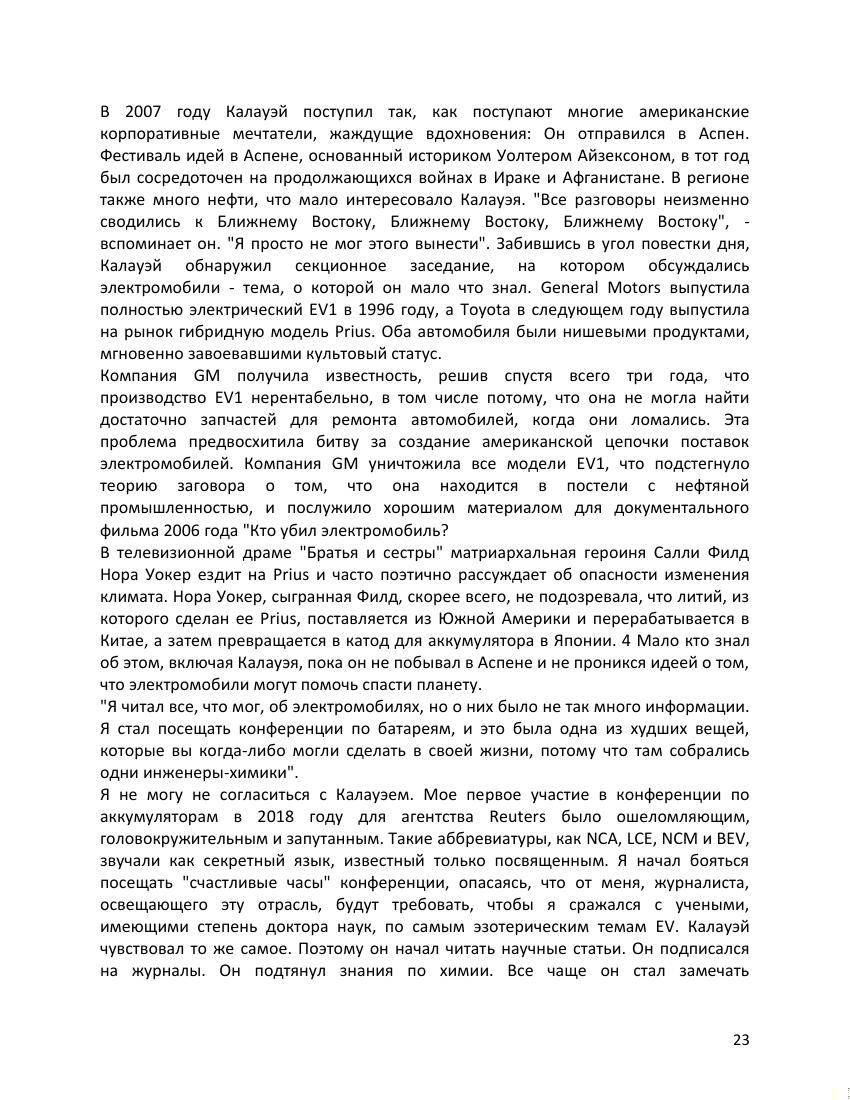 В 2007 году Калауэй поступил так, как поступают многие американские
корпоративные мечтатели, жаждущие вдохновения: Он отправился в Аспен.
Фестиваль идей в Аспене, основанный историком Уолтером Айзексоном, в тот год
был сосредоточен на продолжающихся войнах в Ираке и Афганистане. В регионе
также много нефти, что мало интересовало Калауэя. "Все разговоры неизменно
сводились к Ближнему Востоку, Ближнему Востоку, Ближнему Востоку", -
вспоминает он. "Я просто не мог этого вынести". Забившись в угол повестки дня,
Калауэй обнаружил секционное заседание, на котором обсуждались
электромобили - тема, о которой он мало что знал. General Motors выпустила
полностью электрический EV1 в 1996 году, а Toyota в следующем году выпустила
на рынок гибридную модель Prius. Оба автомобиля были нишевыми продуктами,
мгновенно завоевавшими культовый статус.
Компания GM получила известность, решив спустя всего три года, что
производство EV1 нерентабельно, в том числе потому, что она не могла найти
достаточно запчастей для ремонта автомобилей, когда они ломались. Эта
проблема предвосхитила битву за создание американской цепочки поставок
электромобилей. Компания GM уничтожила все модели EV1, что подстегнуло
теорию заговора о том, что она находится в постели с нефтяной
промышленностью, и послужило хорошим материалом для документального
фильма 2006 года "Кто убил электромобиль?
В телевизионной драме "Братья и сестры" матриархальная героиня Салли Филд
Нора Уокер ездит на Prius и часто поэтично рассуждает об опасности изменения
климата. Нора Уокер, сыгранная Филд, скорее всего, не подозревала, что литий, из
которого сделан ее Prius, поставляется из Южной Америки и перерабатывается в
Китае, а затем превращается в катод для аккумулятора в Японии. 4 Мало кто знал
об этом, включая Калауэя, пока он не побывал в Аспене и не проникся идеей о том,
что электромобили могут помочь спасти планету.
"Я читал все, что мог, об электромобилях, но о них было не так много информации.
Я стал посещать конференции по батареям, и это была одна из худших вещей,
которые вы когда-либо могли сделать в своей жизни, потому что там собрались
одни инженеры-химики".
Я не могу не согласиться с Калауэем. Мое первое участие в конференции по
аккумуляторам в 2018 году для агентства Reuters было ошеломляющим,
головокружительным и запутанным. Такие аббревиатуры, как NCA, LCE, NCM и BEV,
звучали как секретный язык, известный только посвященным. Я начал бояться
посещать "счастливые часы" конференции, опасаясь, что от меня, журналиста,
освещающего эту отрасль, будут требовать, чтобы я сражался с учеными,
имеющими степень доктора наук, по самым эзотерическим темам EV. Калауэй
чувствовал то же самое. Поэтому он начал читать научные статьи. Он подписался
на журналы. Он подтянул знания по химии. Все чаще он стал замечать
23